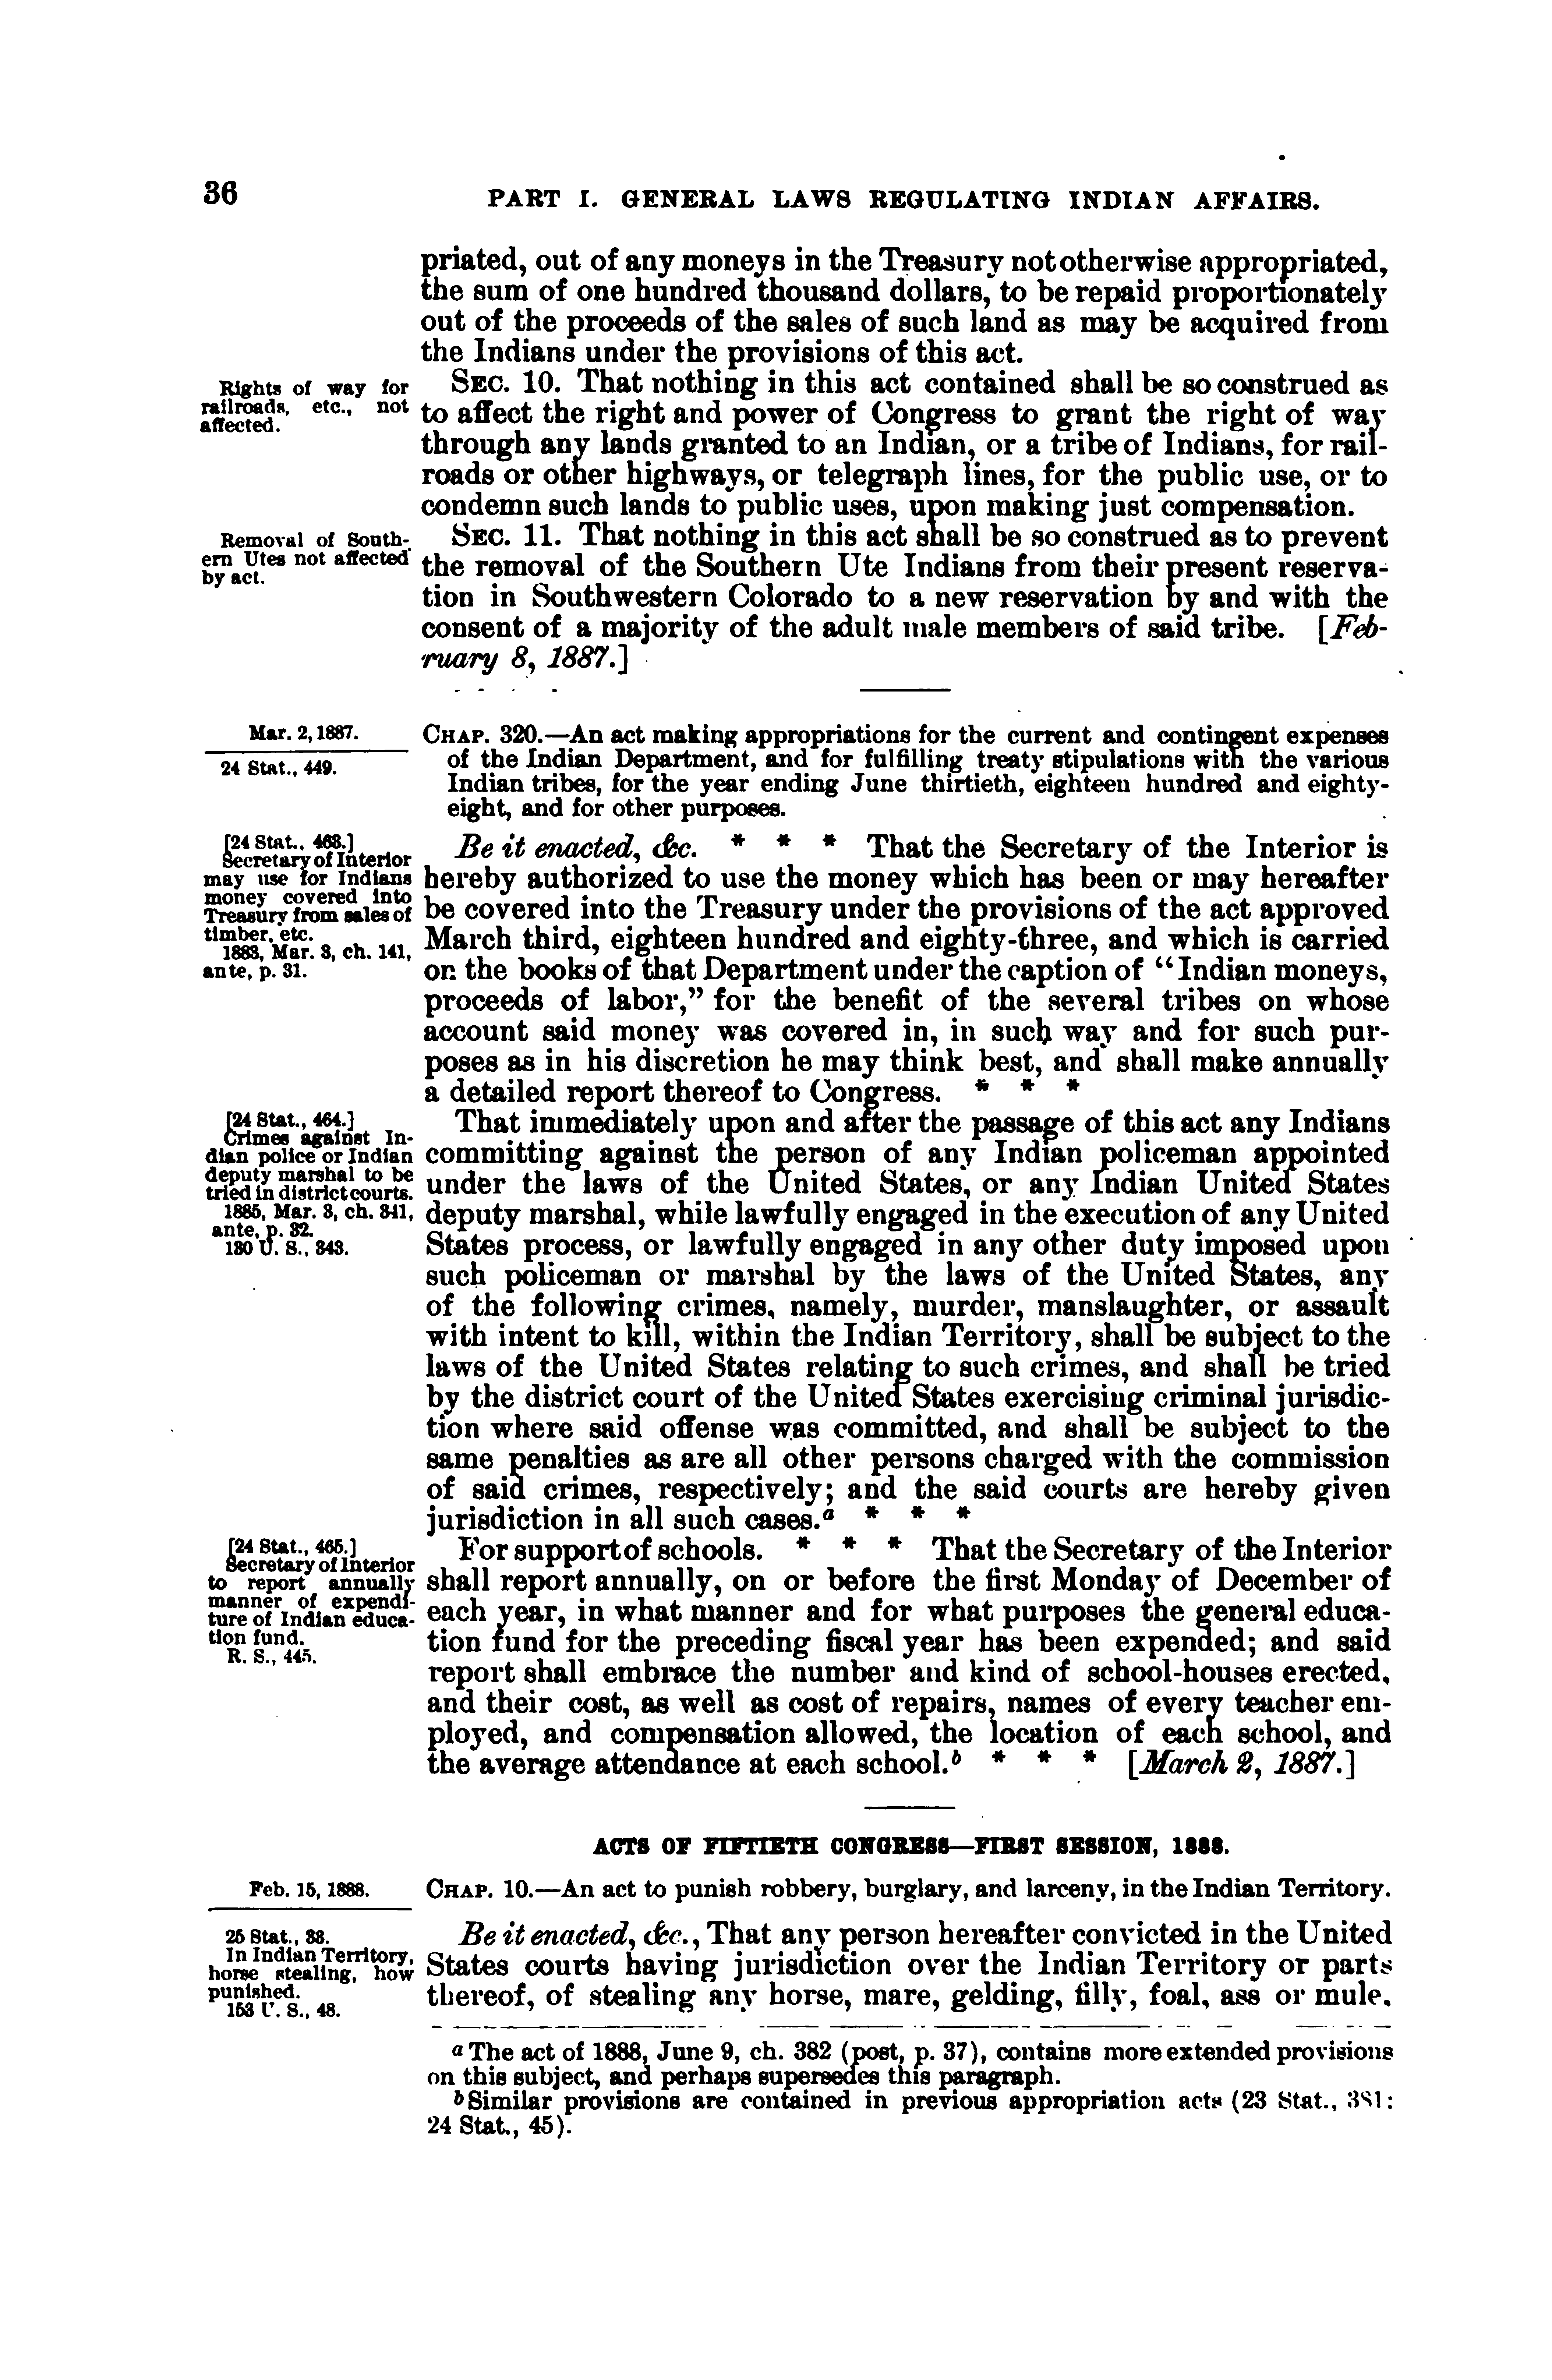 36
PART I. GENERAL LAWS REGULATING INDIAN AFFAIRS.
priated, out of any moneys in the Treasury not otherwise appropriated,
the sum of one hundred thousand dollars, to be repaid proportionately
out of the proceeds of the sales of such land as may be acquired from
the Indians under the provisions of this act.
Rights of way for
railroads, etc., not
affected.
SEC. 10. That nothing in this act contained shall be so construed as
to affect the right and power of Congress to grant the right of way
through any lands granted to an Indian, or a tribe of Indians, for rail-
roads or other highways, or telegraph lines, for the public use, or to
condemn such lands to public uses, upon making just compensation.
Removal of South-
ern Utes not affected
by act.
SEC. 11. That nothing in this act shall be so construed as to prevent
the removal of the Southern Ute Indians from their present reserva-
tion in Southwestern Colorado to a new reservation by and with the
consent of a majority of the adult male members of said tribe. [Feb-
ruary 8, 1887.]
Mar. 2, 1887.
24 Stat., 449.
CHAP. 320.—An act making appropriations for the current and contingent expenses
of the Indian Department, and for fulfilling treaty stipulations with the various
Indian tribes, for the year ending June thirtieth, eighteen hundred and eighty-
eight, and for other purposes.
[24 Stat., 463.]
Secretary of Interior
may use for Indians
money covered into
Treasury from sales of
timber, etc.
1883, Mar. 3, ch. 141,
ante, p. 31.
Be it enacted, &c. * * * That the Secretary of the Interior is
hereby authorized to use the money which has been or may hereafter
be covered into the Treasury under the provisions of the act approved
March third, eighteen hundred and eighty-three, and which is carried
on the books of that Department under the caption of “Indian moneys,
proceeds of labor,” for the benefit of the several tribes on whose
account said money was covered in, in such way and for such pur-
poses as in his discretion he may think best, and shall make annually
a detailed report thereof to Congress. * * *
[24 Stat., 464.]
Crimes against In-
dian police or Indian
deputy marshal to be
tried in district courts.
1885, Mar. 3, ch. 341,
ante, p. 32.
130 U. S., 343.
That immediately upon and after the passage of this act any Indians
committing against the person of any Indian policeman appointed
under the laws of the United States, or any Indian United States
deputy marshal, while lawfully engaged in the execution of any United
States process, or lawfully engaged in any other duty imposed upon
such policeman or marshal by the laws of the United States, any
of the following crimes, namely, murder, manslaughter, or assault
with intent to kill, within the Indian Territory, shall be subject to the
laws of the United States relating to such crimes, and shall be tried
by the district court of the United States exercising criminal jurisdic-
tion where said offense was committed, and shall be subject to the
same penalties as are all other persons charged with the commission
of said crimes, respectively; and the said courts are hereby given
jurisdiction in all such cases.a * * *
[24 Stat., 465.]
Secretary of Interior
to report annually
manner of expendi-
ture of Indian educa-
tion fund.
R. S., 445.
For support of schools. * * * That the Secretary of the Interior
shall report annually, on or before the first Monday of December of
each year, in what manner and for what purposes the general educa-
tion fund for the preceding fiscal year has been expended; and said
report shall embrace the number and kind of school-houses erected,
and their cost, as well as cost of repairs, names of every teacher em-
ployed, and compensation allowed, the location of each school, and
the average attendance at each school.b * * * [March 2, 1887.]
ACTS OF FIFTIETH CONGRESS—FIRST SESSION, 1888.
Feb. 15, 1888.
25 Stat., 33.
In Indian Territory,
horse stealing, how
punished.
153 U. S., 48.
CHAP. 10.—An act to punish robbery, burglary, and larceny, in the Indian Territory.
Be it enacted, &c., That any person hereafter convicted in the United
States courts having jurisdiction over the Indian Territory or parts
thereof, of stealing any horse, mare, gelding, filly, foal, ass or mule,
a The act of 1888, June 9, ch. 382 (post, p. 37), contains more extended provisions
on this subject, and perhaps supersedes this paragraph.
b Similar provisions are contained in previous appropriation acts (23 Stat., 381;
24 Stat., 45).